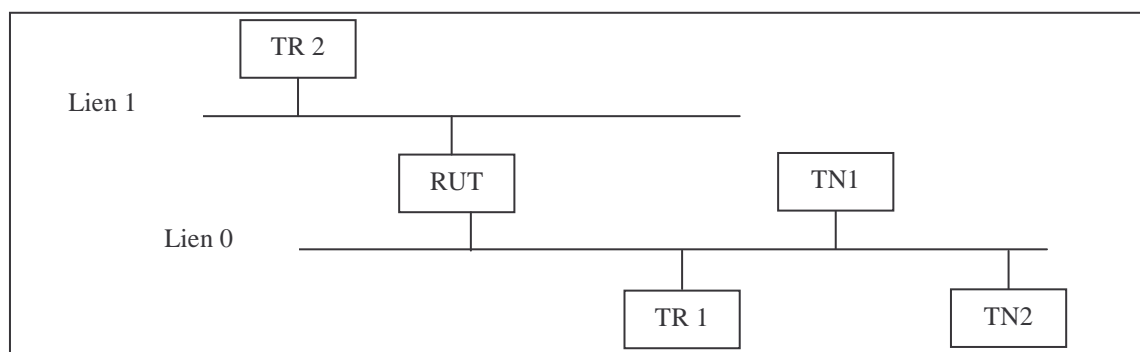 TR 2
Lien 1
RUT
TN1
Lien 0
TR 1
TN2